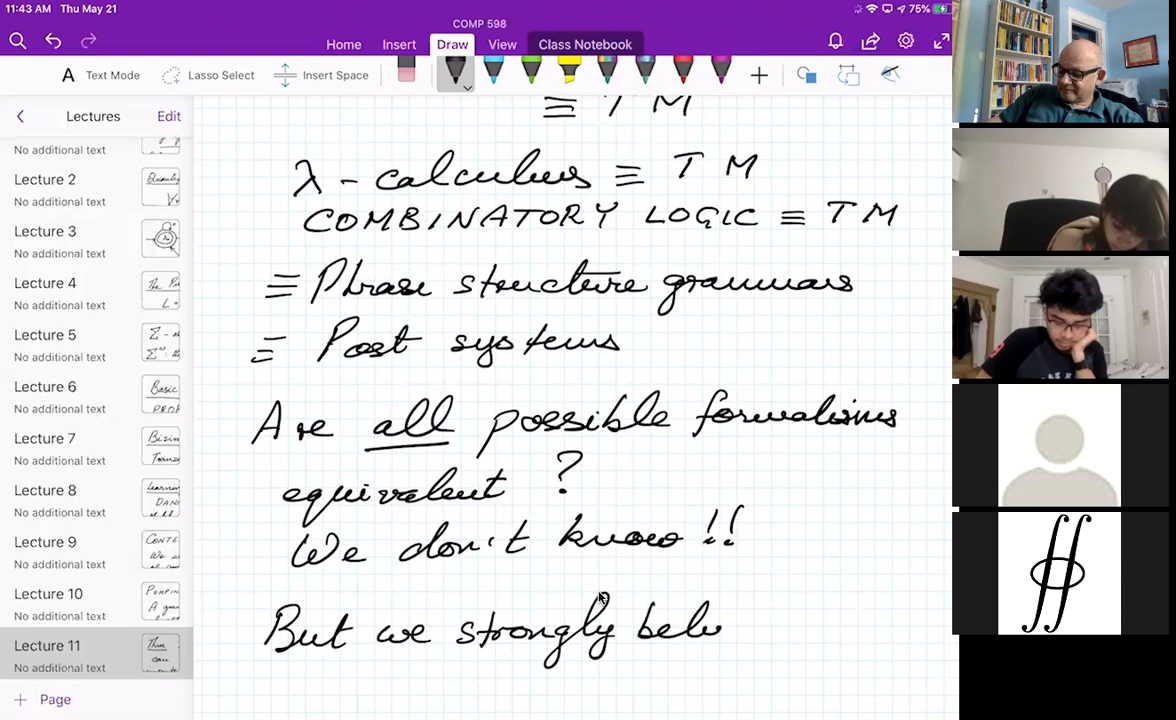 11:43 AM Thu May 21
75%
COMP 598
Home Insert Draw View Class Notebook
A Text Mode Lasso Select Insert Space
Lectures Edit
No additional text
Lecture 2
No additional text
Lecture 3
No additional text
Lecture 4
No additional text
Lecture 5
No additional text
Lecture 6
No additional text
Lecture 7
No additional text
Lecture 8
No additional text
Lecture 9
No additional text
Lecture 10
No additional text
Lecture 11
No additional text
+ Page
≡ TM
λ - calculus ≡ TM
COMBINATORY LOGIC ≡ TM
≡ Phrase structure grammars
≡ Post systems
Are all possible formalisms
equivalent ?
We don't know !!
But we strongly belv
∯